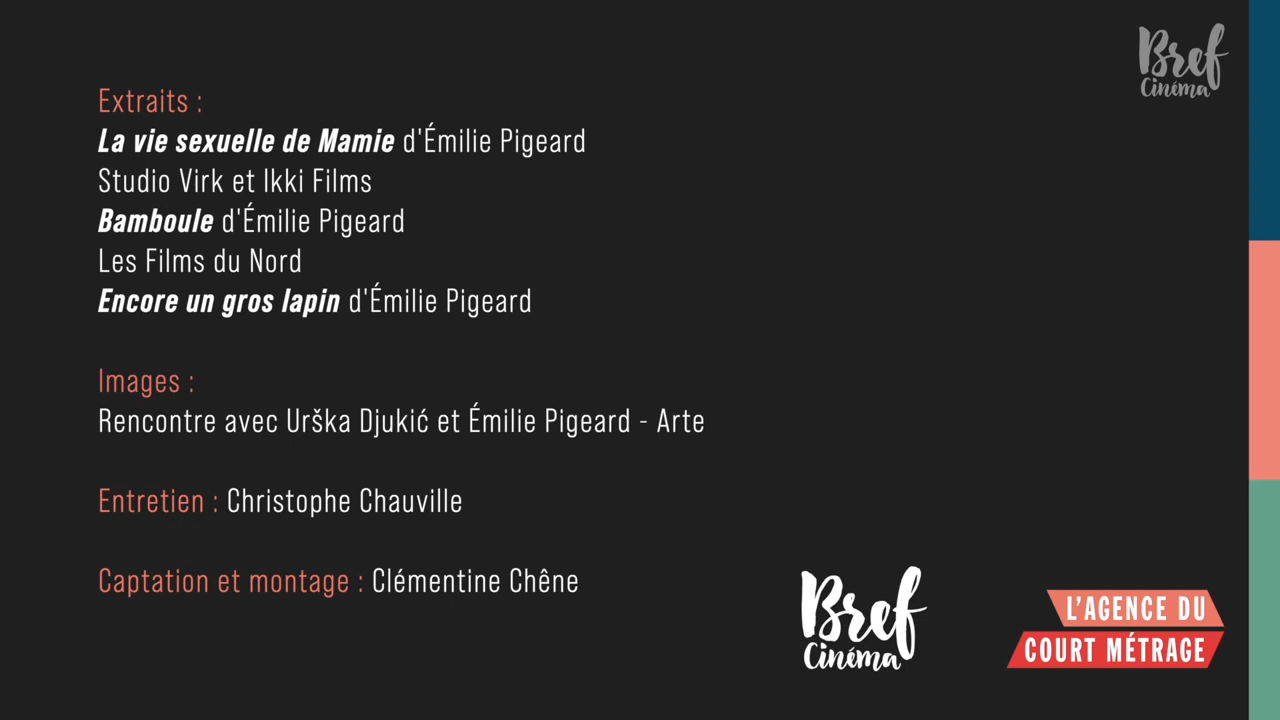 Bref
Cinéma
Extraits :
La vie sexuelle de Mamie d'Émilie Pigeard
Studio Virk et Ikki Films
Bamboule d'Émilie Pigeard
Les Films du Nord
Encore un gros lapin d'Émilie Pigeard
Images :
Rencontre avec Urška Djukić et Émilie Pigeard - Arte
Entretien : Christophe Chauville
Captation et montage : Clémentine Chêne
Bref
Cinéma
L'AGENCE DU
COURT MÉTRAGE